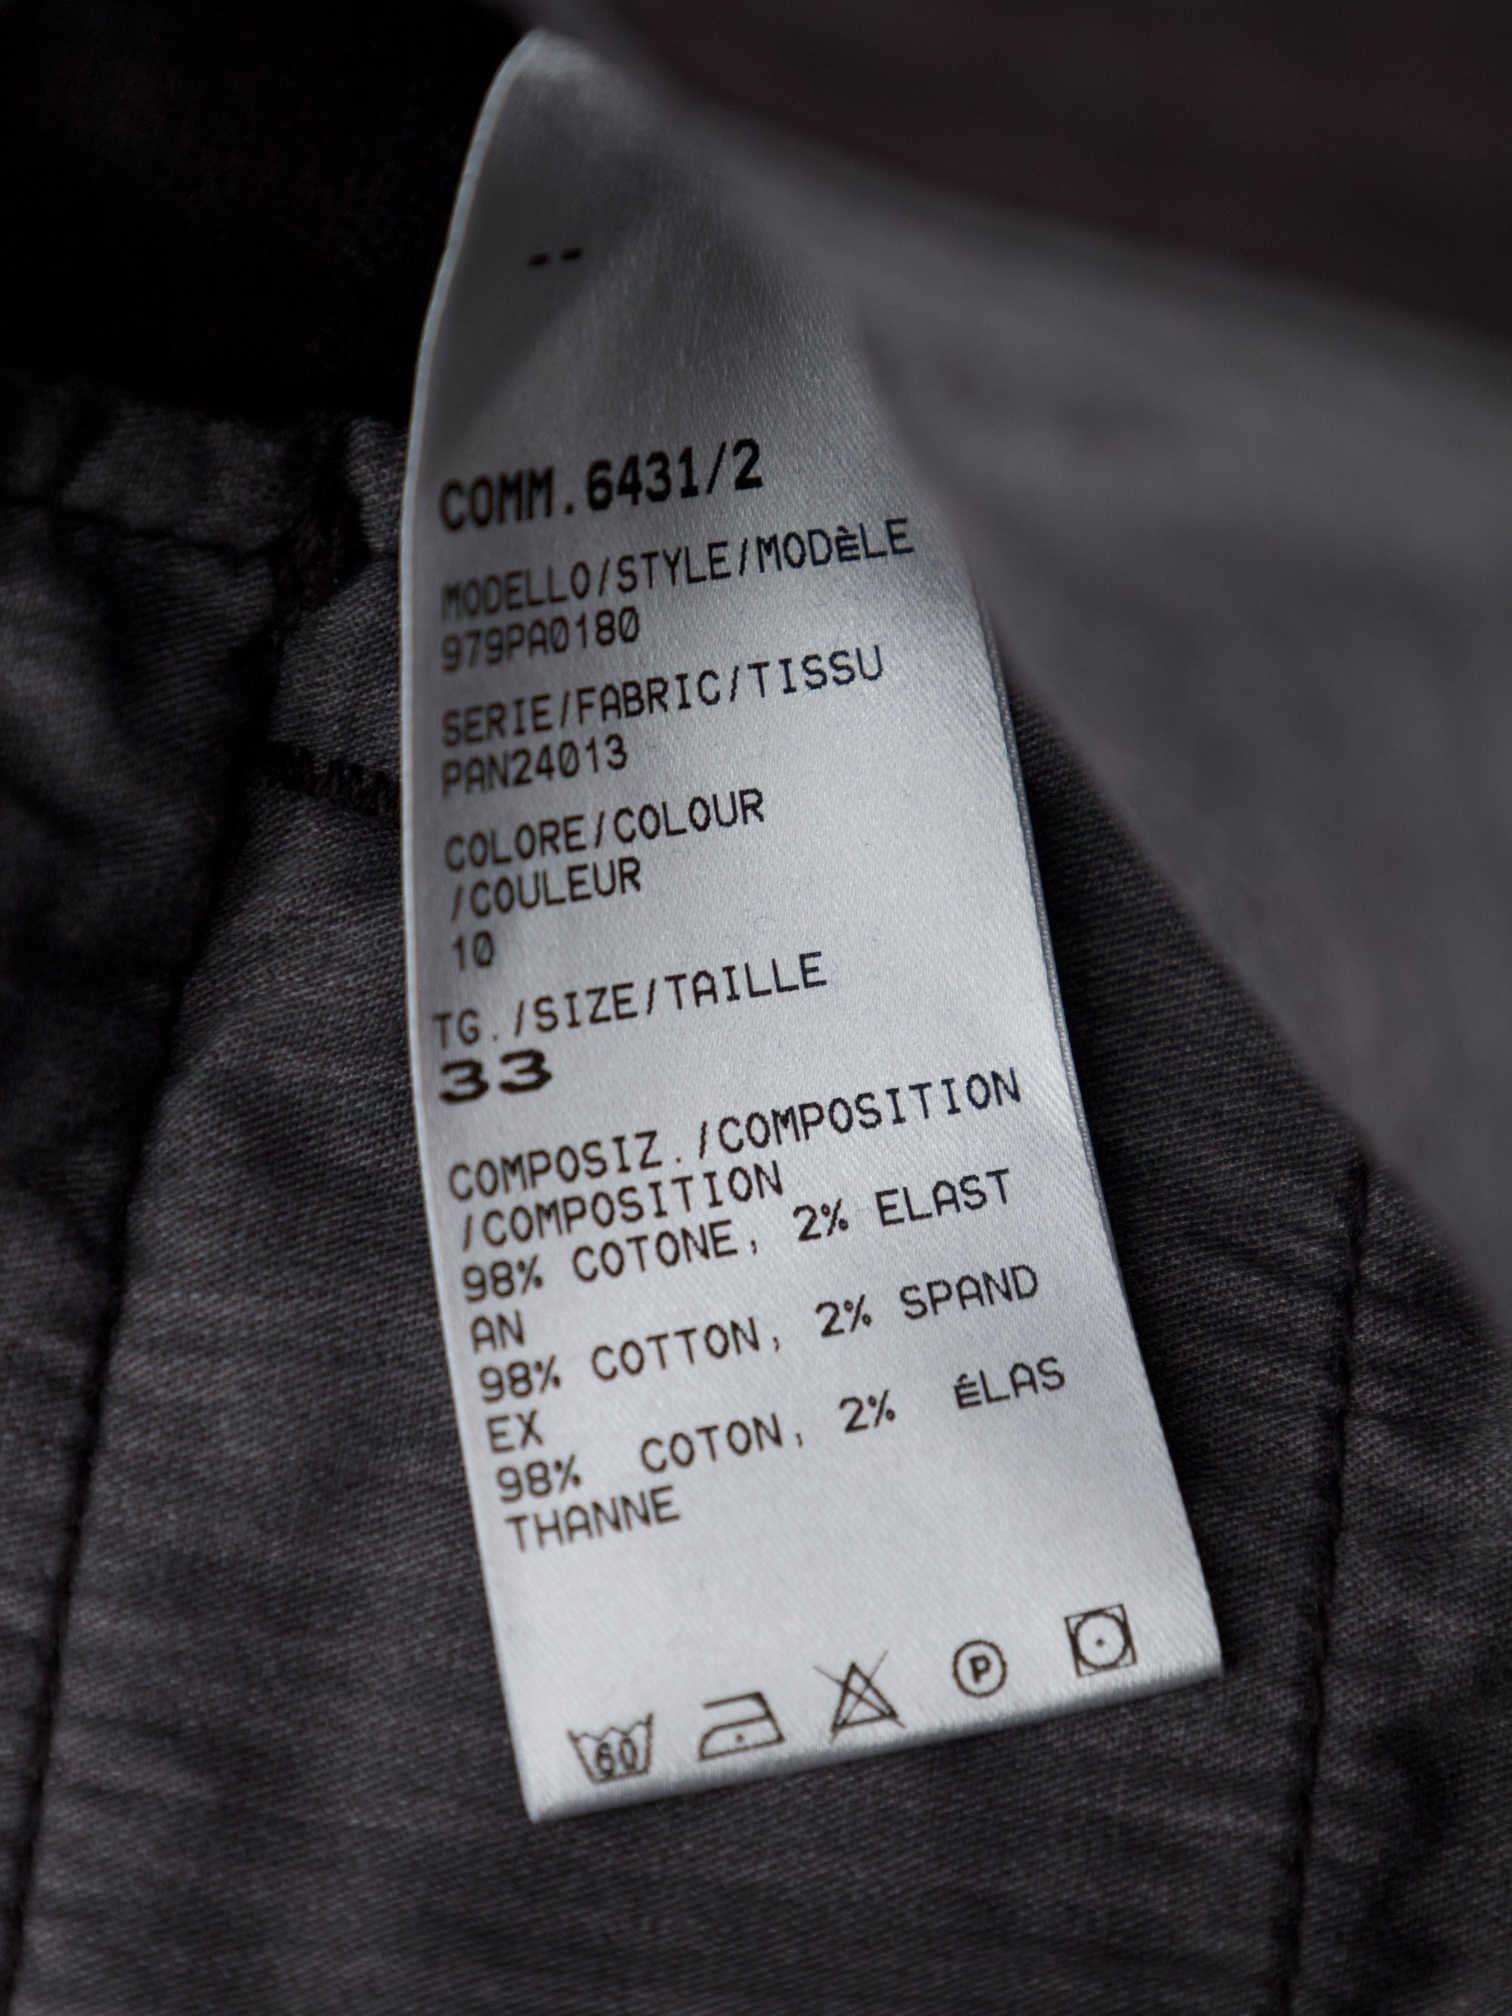 --
COMM.6431/2
MODELLO/STYLE/MODÈLE
979PA0180
SERIE/FABRIC/TISSU
PAN24013
COLORE/COLOUR
/COULEUR
10
TG./SIZE/TAILLE
33
COMPOSIZ./COMPOSITION
/COMPOSITION
98% COTONE, 2% ELAST
AN
98% COTTON, 2% SPAND
EX
98% COTON, 2% ÉLAS
THANNE
60 P